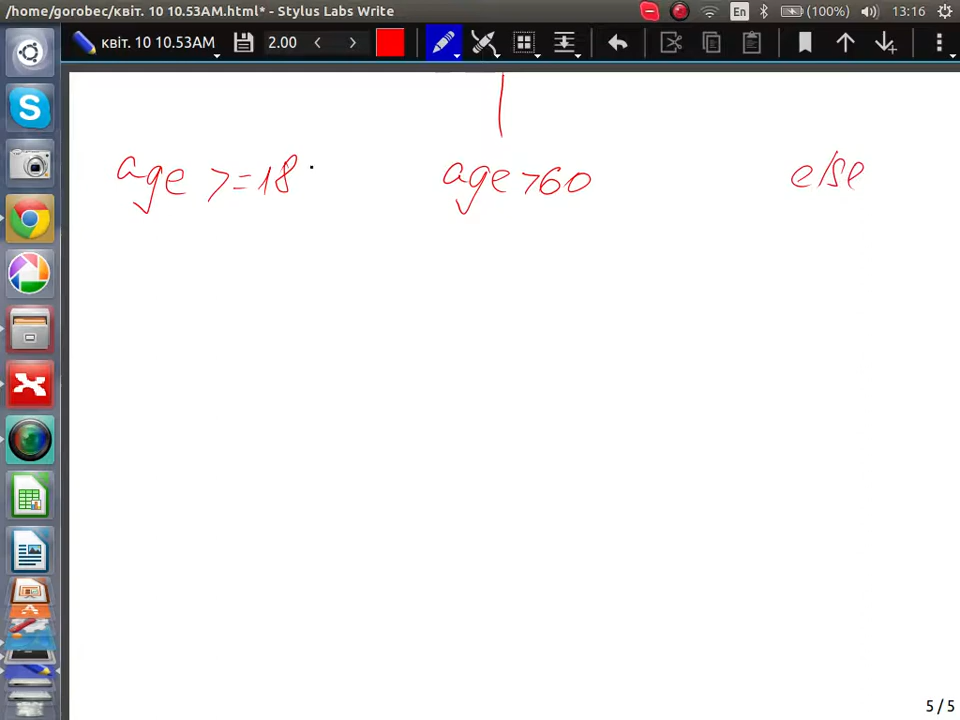 /home/gorobec/квіт. 10 10.53AM.html* - Stylus Labs Write
En (100%) 13:16
квіт. 10 10.53AM 2.00
age >=18 age >60 else
5 / 5